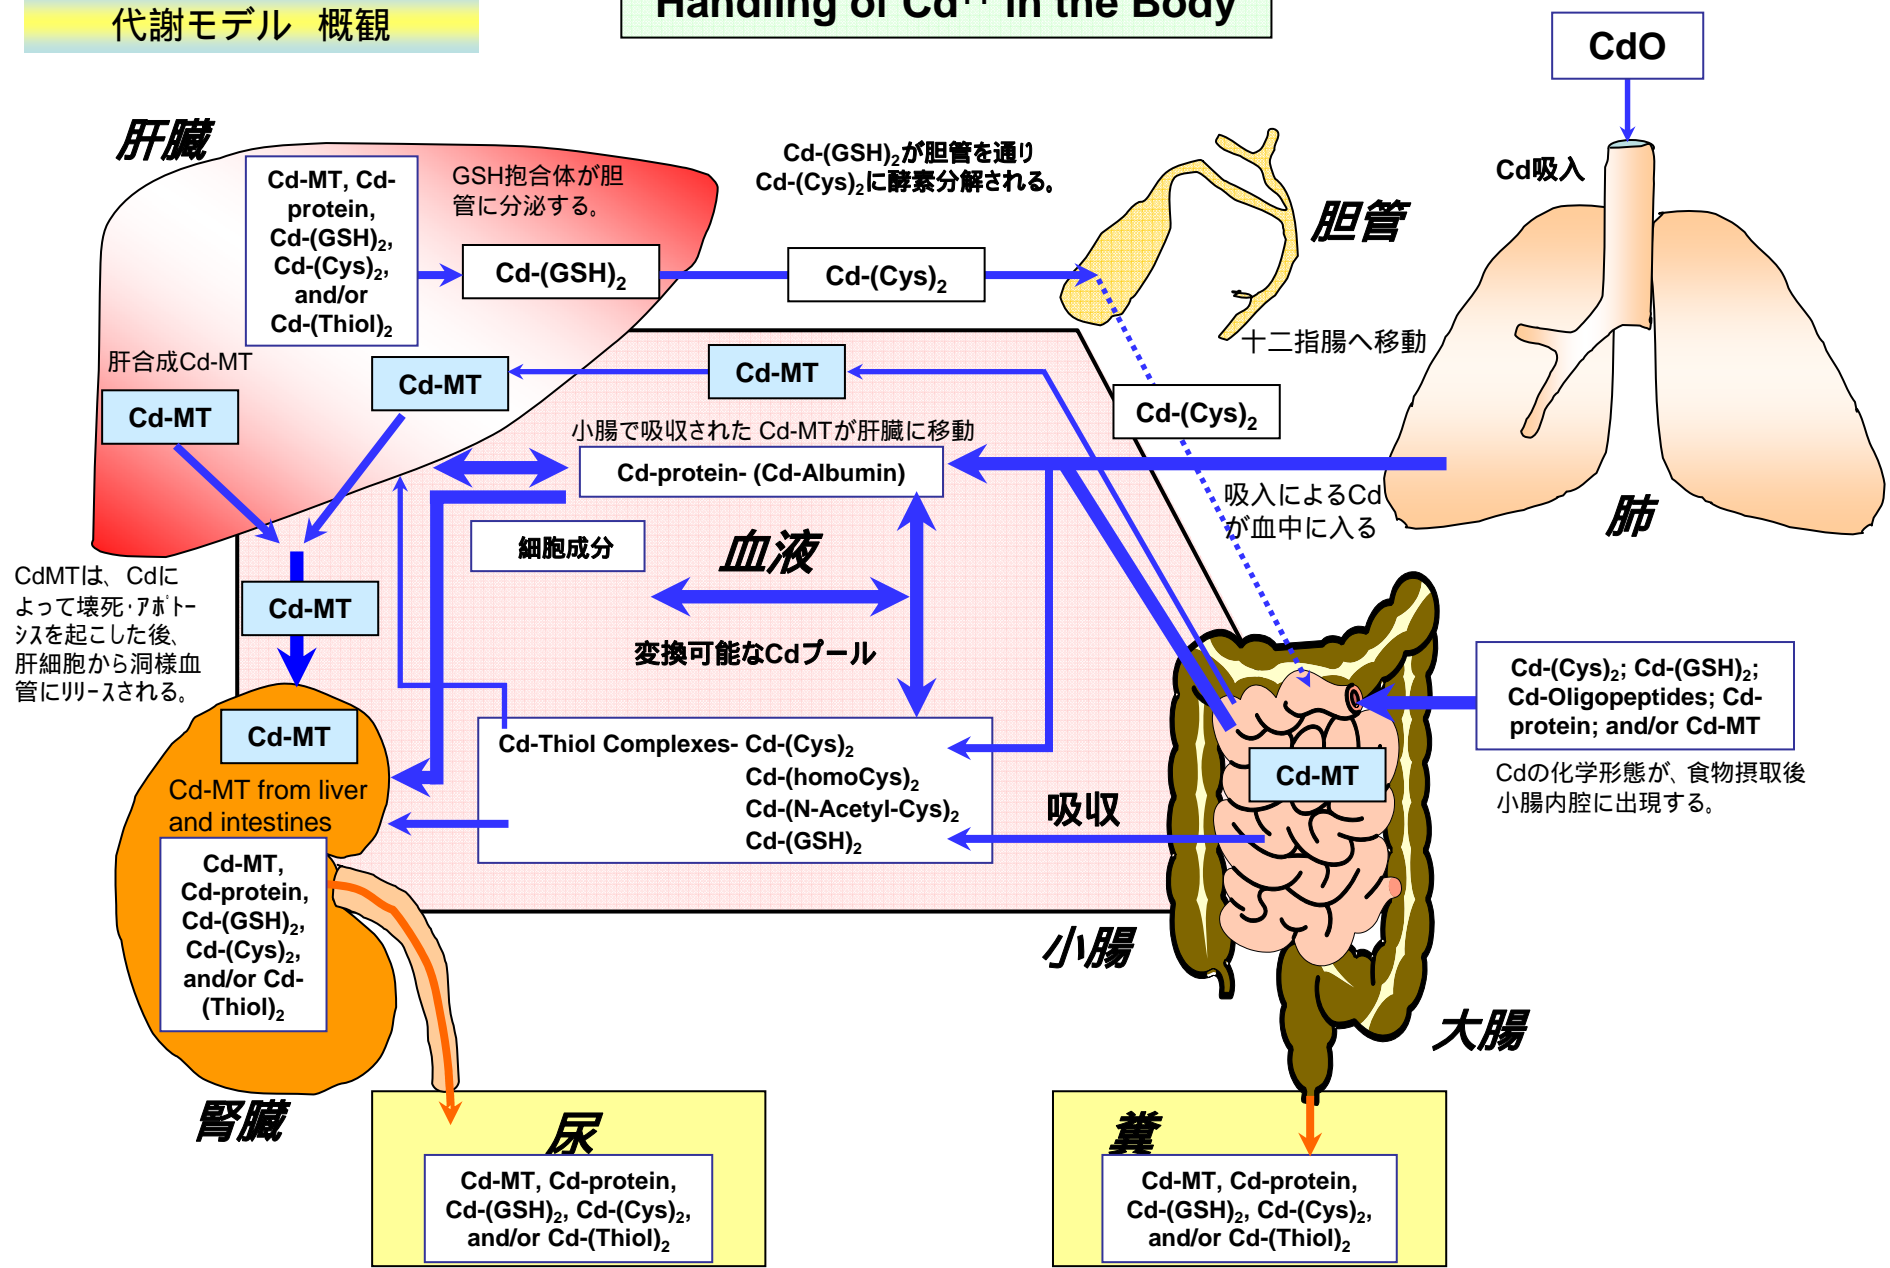 代謝モデル 概観
Handling of Cd++ in the Body
CdO
肝臓
Cd-MT, Cd-
protein,
Cd-(GSH)2,
Cd-(Cys)2,
and/or
Cd-(Thiol)2
GSH抱合体が胆
管に分泌する。
Cd-(GSH)2
Cd-(GSH)2が胆管を通り
Cd-(Cys)2に酵素分解される。
Cd-(Cys)2
胆管
Cd吸入
十二指腸へ移動
肝合成Cd-MT
Cd-MT
Cd-MT
Cd-MT
Cd-(Cys)2
小腸で吸収された Cd-MTが肝臓に移動
Cd-protein- (Cd-Albumin)
吸入によるCd
が血中に入る
肺
細胞成分
血液
変換可能なCdプール
CdMTは、Cdに
よって壊死・アポトー
シスを起こした後、
肝細胞から洞様血
管にリリースされる。
Cd-MT
Cd-MT
Cd-MT from liver
and intestines
Cd-MT,
Cd-protein,
Cd-(GSH)2,
Cd-(Cys)2,
and/or Cd-
(Thiol)2
腎臓
Cd-Thiol Complexes- Cd-(Cys)2
Cd-(homoCys)2
Cd-(N-Acetyl-Cys)2
Cd-(GSH)2
吸収
Cd-MT
Cd-(Cys)2; Cd-(GSH)2;
Cd-Oligopeptides; Cd-
protein; and/or Cd-MT
Cdの化学形態が、食物摂取後
小腸内腔に出現する。
小腸
大腸
尿
Cd-MT, Cd-protein,
Cd-(GSH)2, Cd-(Cys)2,
and/or Cd-(Thiol)2
糞
Cd-MT, Cd-protein,
Cd-(GSH)2, Cd-(Cys)2,
and/or Cd-(Thiol)2